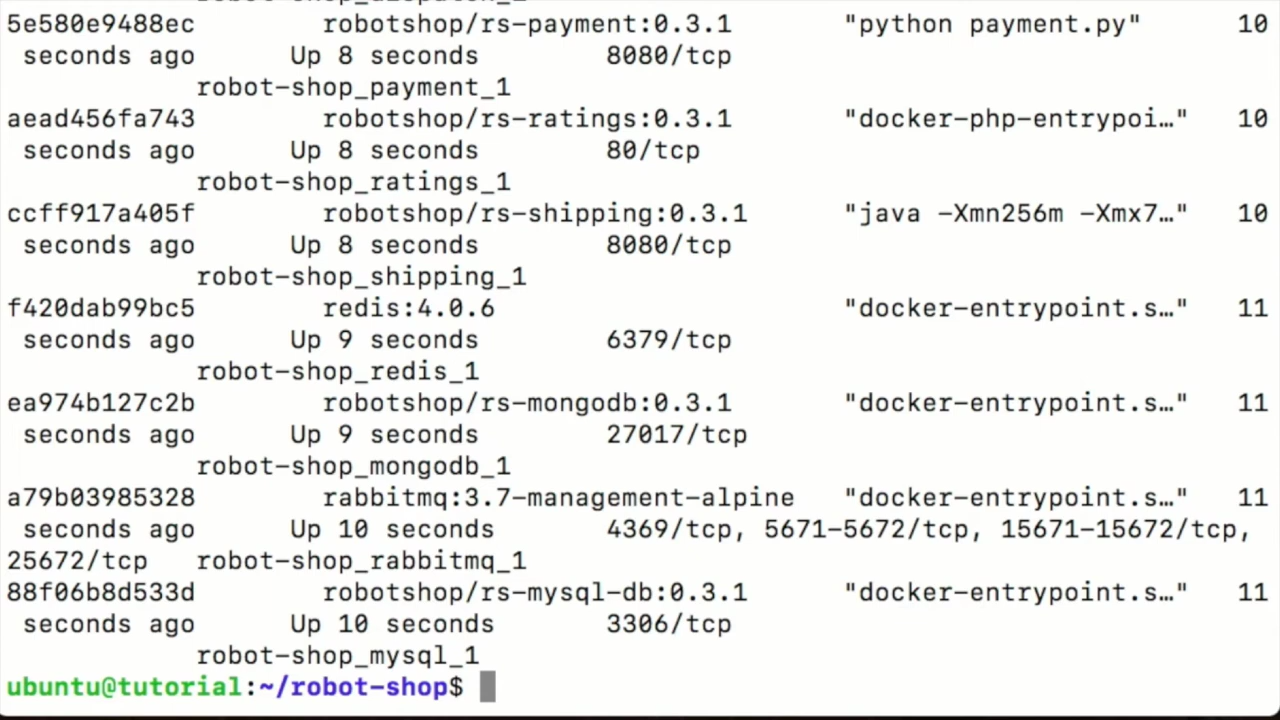 robot-shop_dispatch_1
5e580e9488ec robotshop/rs-payment:0.3.1 "python payment.py" 10
seconds ago Up 8 seconds 8080/tcp
robot-shop_payment_1
aead456fa743 robotshop/rs-ratings:0.3.1 "docker-php-entrypoi…" 10
seconds ago Up 8 seconds 80/tcp
robot-shop_ratings_1
ccff917a405f robotshop/rs-shipping:0.3.1 "java -Xmn256m -Xmx7…" 10
seconds ago Up 8 seconds 8080/tcp
robot-shop_shipping_1
f420dab99bc5 redis:4.0.6 "docker-entrypoint.s…" 11
seconds ago Up 9 seconds 6379/tcp
robot-shop_redis_1
ea974b127c2b robotshop/rs-mongodb:0.3.1 "docker-entrypoint.s…" 11
seconds ago Up 9 seconds 27017/tcp
robot-shop_mongodb_1
a79b03985328 rabbitmq:3.7-management-alpine "docker-entrypoint.s…" 11
seconds ago Up 10 seconds 4369/tcp, 5671-5672/tcp, 15671-15672/tcp,
25672/tcp robot-shop_rabbitmq_1
88f06b8d533d robotshop/rs-mysql-db:0.3.1 "docker-entrypoint.s…" 11
seconds ago Up 10 seconds 3306/tcp
robot-shop_mysql_1
ubuntu@tutorial:~/robot-shop$